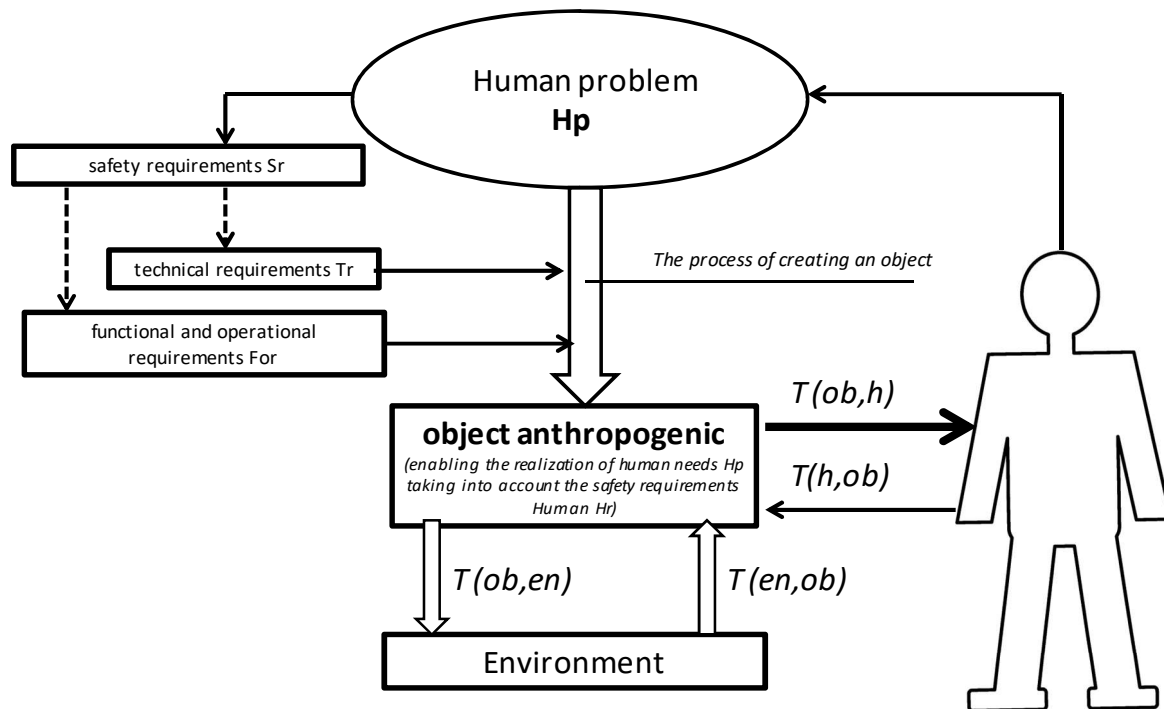 Human problem
Hp
safety requirements Sr
technical requirements Tr
The process of creating an object
functional and operational
requirements For
object anthropogenic
(enabling the realization of human needs Hp
taking into account the safety requirements
Human Hr)
T(ob,h)
T(h,ob)
T(ob,en)
T(en,ob)
Environment